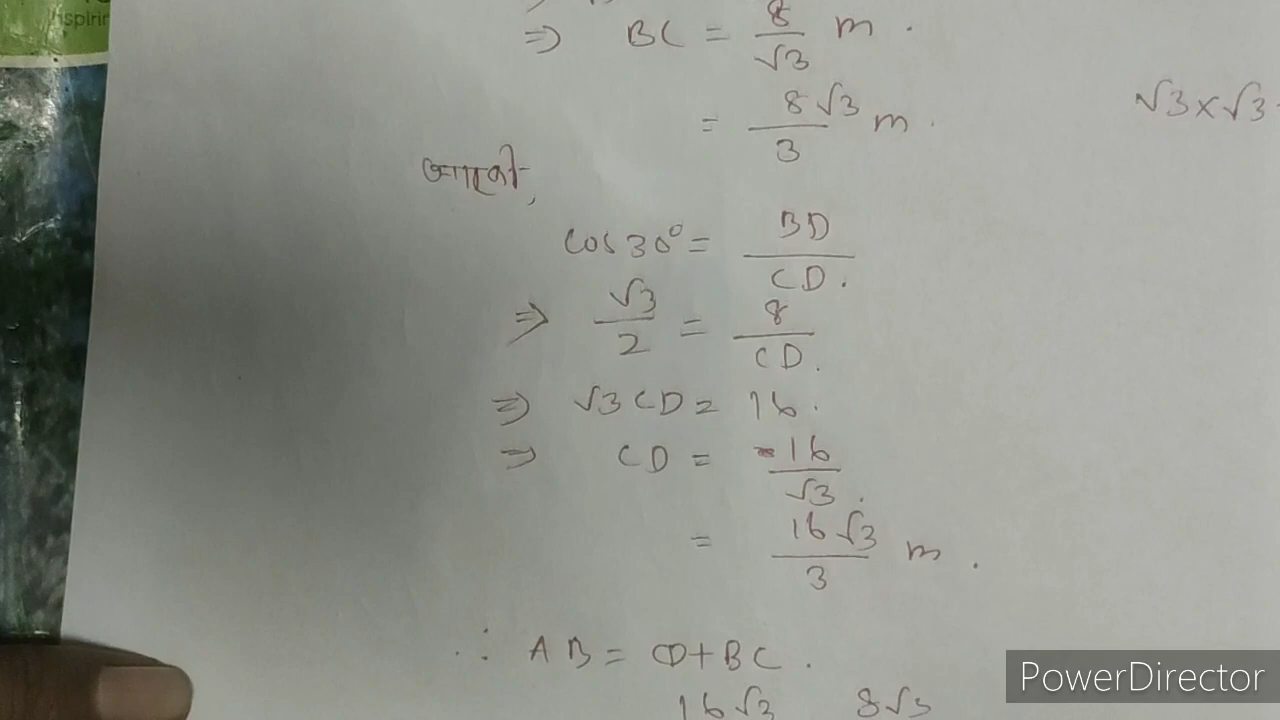 nspirin
⇒ BC = 8/√3 m .
= 8√3/3 m .
√3×√3
cos 30° = BD/CD.
⇒ √3/2 = 8/CD.
⇒ √3 CD = 16.
⇒ CD = 16/√3.
= 16√3/3 m .
∴ AB = CD+BC .
16√3 8√3
PowerDirector